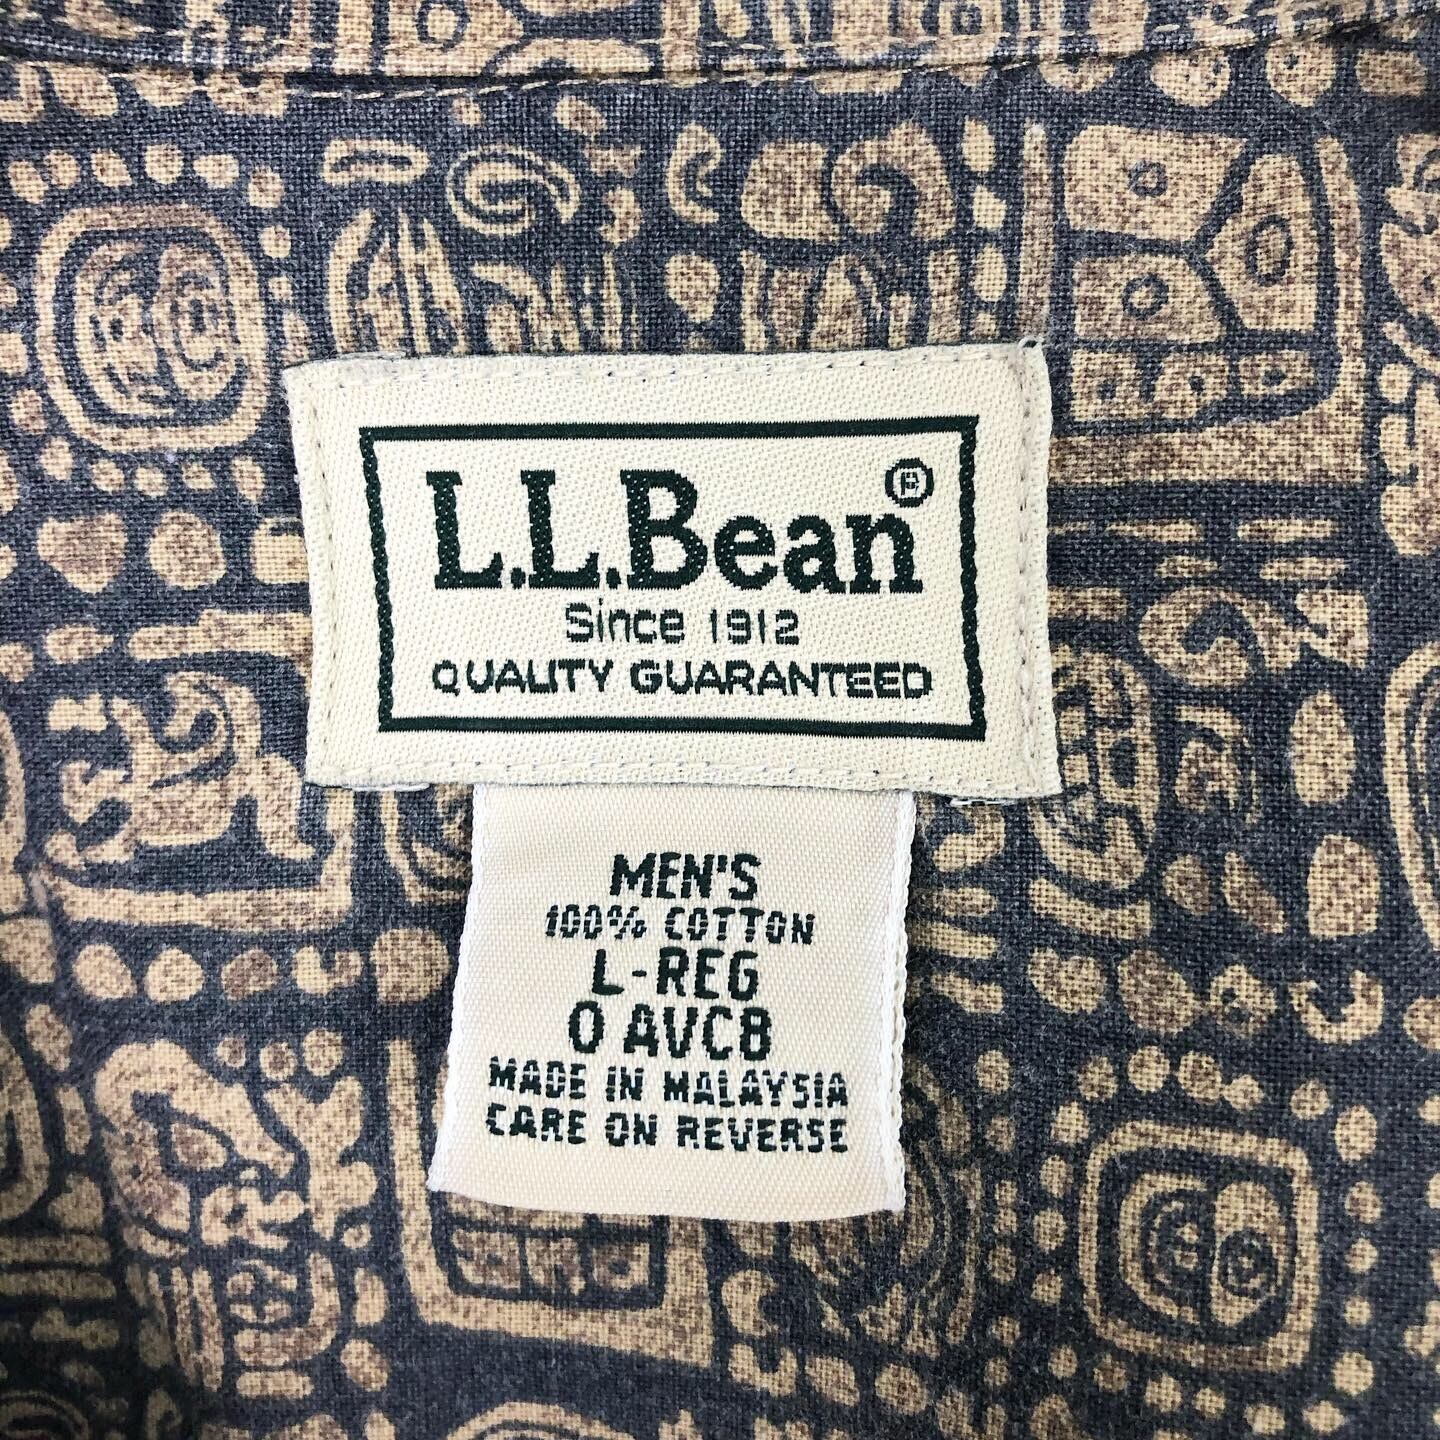 L.L.Bean®
Since 1912
QUALITY GUARANTEED
MEN'S
100% COTTON
L-REG
0 AVCB
MADE IN MALAYSIA
CARE ON REVERSE